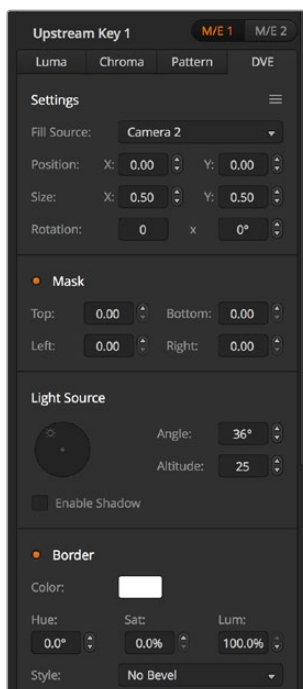 Upstream Key 1 M/E 1 M/E 2
Luma Chroma Pattern DVE
Settings
Fill Source: Camera 2
Position: X: 0.00 Y: 0.00
Size: X: 0.50 Y: 0.50
Rotation: 0 x 0°
Mask
Top: 0.00 Bottom: 0.00
Left: 0.00 Right: 0.00
Light Source
Angle: 36°
Altitude: 25
Enable Shadow
Border
Color:
Hue: Sat: Lum:
0.0° 0.0% 100.0%
Style: No Bevel